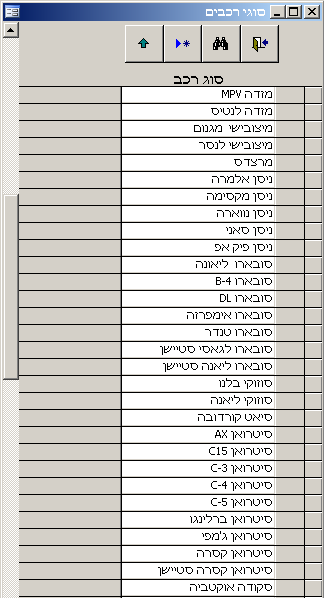 סוגי רכבים
סוג רכב
מזדה MPV
מזדה לנטיס
מיצובישי מגנום
מיצובישי לנסר
מרצדס
ניסן אלמרה
ניסן מקסימה
ניסן נווארה
ניסן סאני
ניסן פיק אפ
סובארו ליאונה
סובארו B-4
סובארו DL
סובארו אימפרזה
סובארו טנדר
סובארו לגאסי סטיישן
סובארו ליאנה סטיישן
סוזוקי בלנו
סוזוקי ליאנה
סיאט קורדובה
סיטרואן AX
סיטרואן C15
סיטרואן C-3
סיטרואן C-4
סיטרואן C-5
סיטרואן ברלינגו
סיטרואן ג'מפי
סיטרואן קסרה
סיטרואן קסרה סטיישן
סקודה אוקטביה